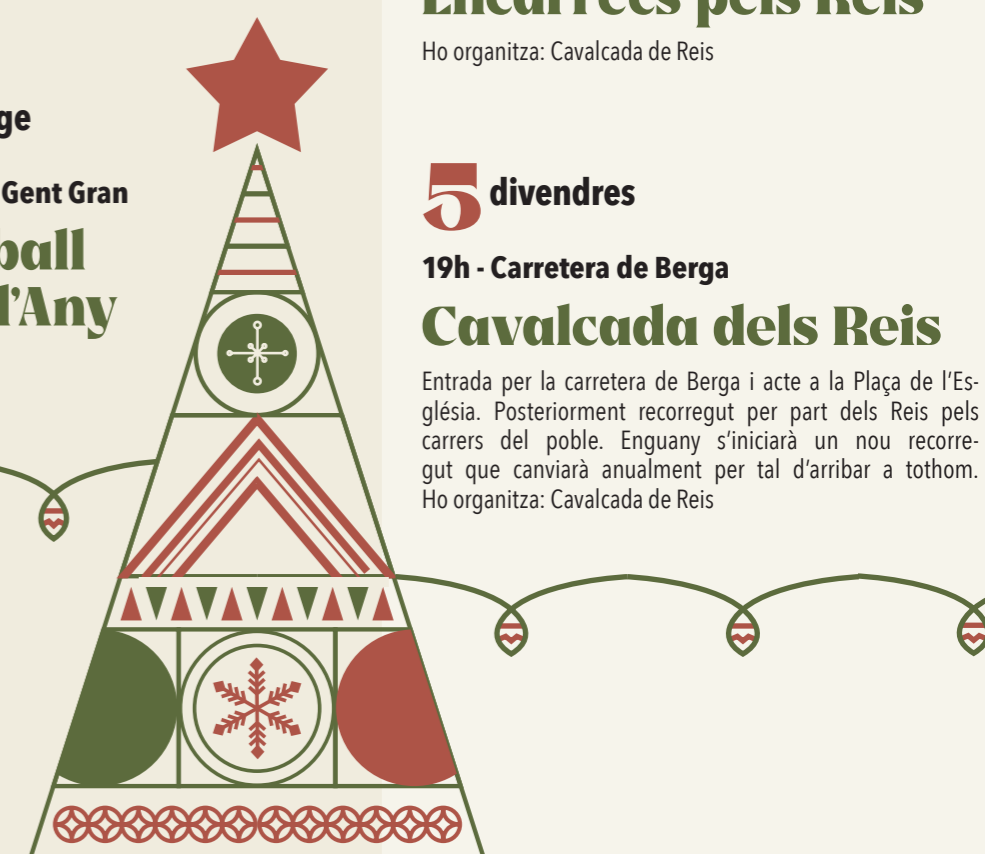 ge
Gent Gran
ball
l'Any
Encàrrecs pels Reis
Ho organitza: Cavalcada de Reis
5 divendres
19h - Carretera de Berga
Cavalcada dels Reis
Entrada per la carretera de Berga i acte a la Plaça de l'Es-
glésia. Posteriorment recorregut per part dels Reis pels
carrers del poble. Enguany s'iniciarà un nou recorre-
gut que canviarà anualment per tal d'arribar a tothom.
Ho organitza: Cavalcada de Reis